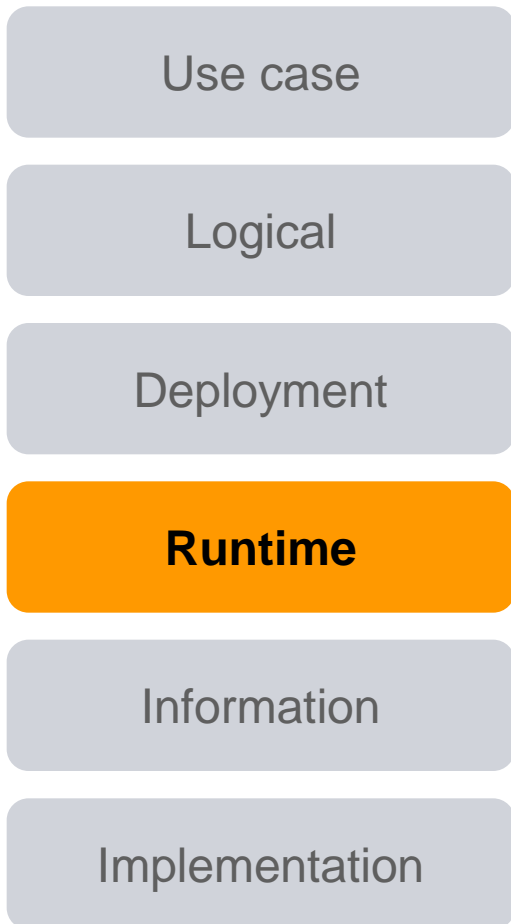 Use case
Logical
Deployment
Runtime
Information
Implementation